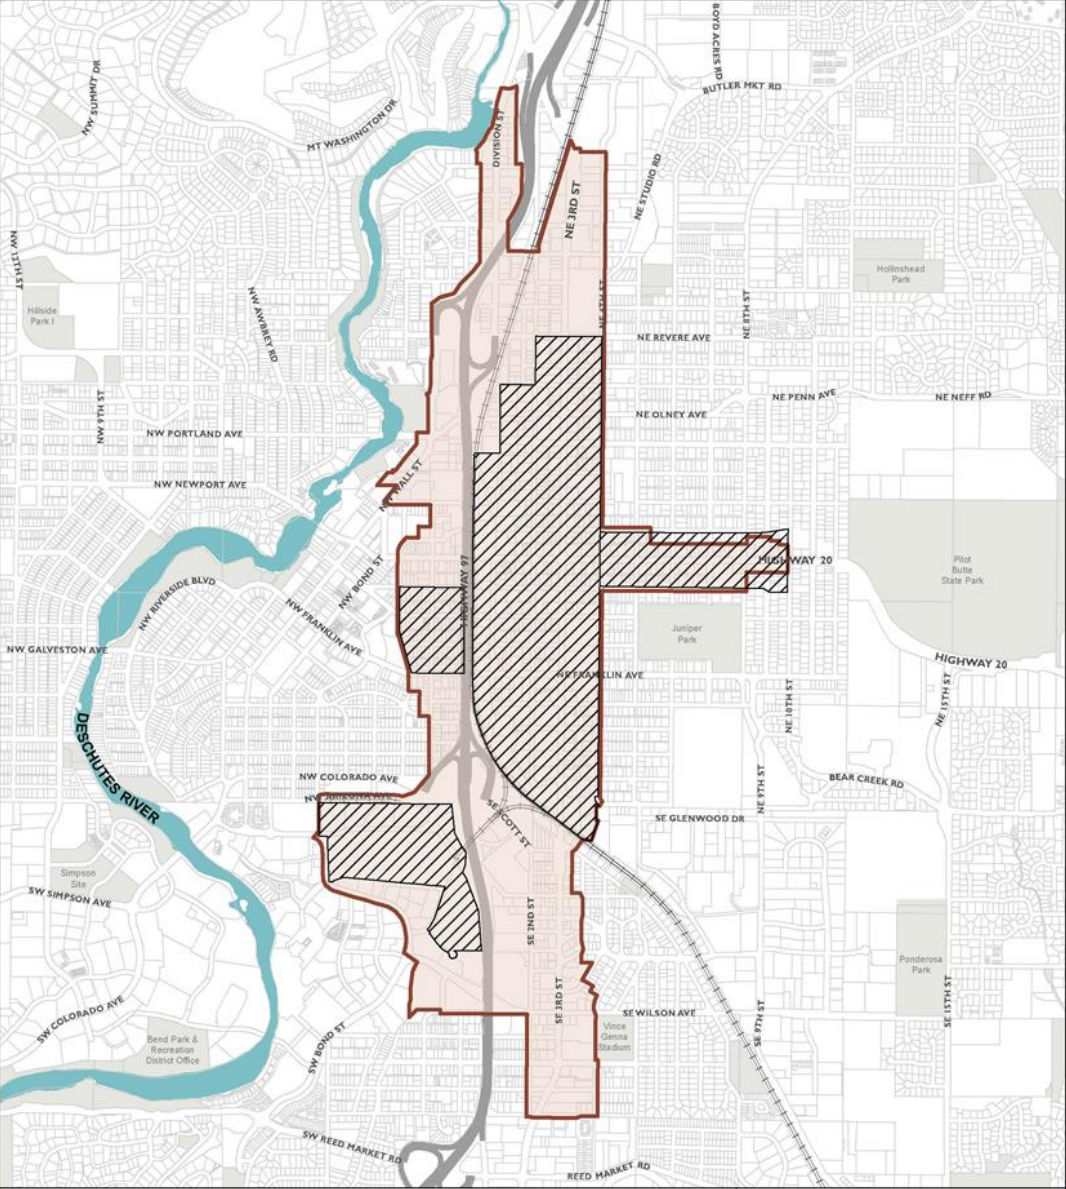 BOYD ACRES RD
BUTLER MKT RD
NW SUMMIT DR
MT WASHINGTON DR
DIVISION ST
NE STUDIO RD
NE 3RD ST
NW 12TH ST
Hollinshead
Park
Hillside
Park I
NW AWBREY RD
NE 4TH ST
NE 8TH ST
NE REVERE AVE
NE PENN AVE
NE NEFF RD
NW 9TH ST
NE OLNEY AVE
NW PORTLAND AVE
NW WALL ST
NW NEWPORT AVE
HIGHWAY 20
Pilot
Butte
State Park
NW BOND ST
HIGHWAY 97
NW RIVERSIDE BLVD
NW FRANKLIN AVE
Juniper
Park
NW GALVESTON AVE
HIGHWAY 20
NE FRANKLIN AVE
NE 10TH ST
NE 15TH ST
DESCHUTES RIVER
NW COLORADO AVE
NW ARIZONA AVE
NE 9TH ST
BEAR CREEK RD
SE SCOTT ST
SE GLENWOOD DR
Simpson
Site
SW SIMPSON AVE
SE 2ND ST
Ponderosa
Park
SE 3RD ST
SE 15TH ST
SW COLORADO AVE
SE WILSON AVE
SE 9TH ST
Vince
Genna
Stadium
Bend Park &
Recreation
District Office
SW BOND ST
SW REED MARKET RD
REED MARKET RD